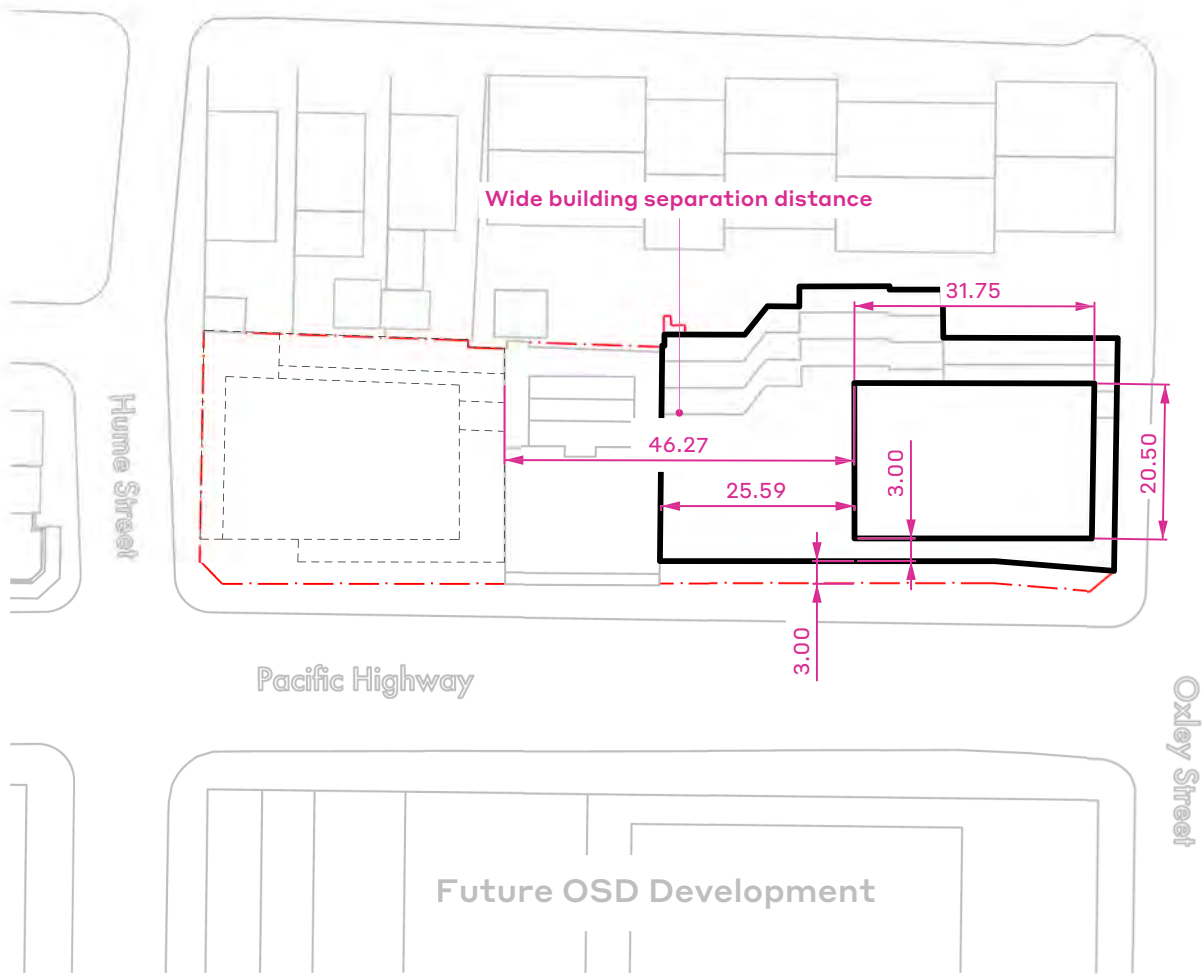 Wide building separation distance
31.75
Hume Street
46.27
3.00
20.50
25.59
3.00
Pacific Highway
Oxley Street
Future OSD Development